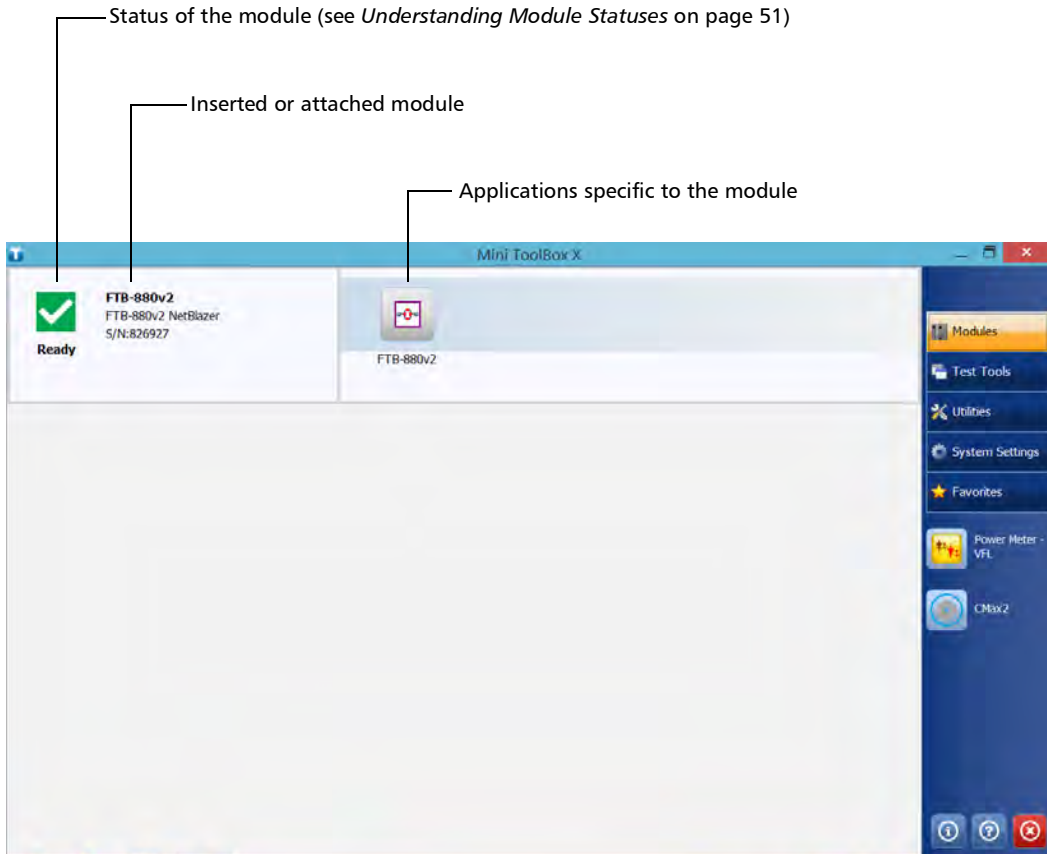 Status of the module (see Understanding Module Statuses on page 51)
Inserted or attached module
Applications specific to the module
Mini ToolBox X
FTB-880v2
FTB-880v2 NetBlazer
S/N:826927
Ready
FTB-880v2
Modules
Test Tools
Utilities
System Settings
Favorites
Power Meter -
VFL
CMax2